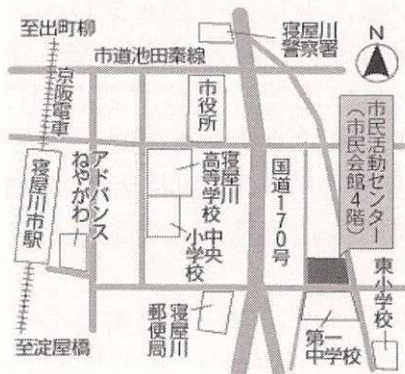 至出町柳
寝屋川
警察署
N
市道池田秦線
京阪電車
市役所
市民活動センター
(市民会館4階)
アドバンス
ねやがわ
寝屋川
高等学校
国道170号
寝屋川市駅
中央
小学校
東小学校
寝屋川
郵便局
第一
中学校
至淀屋橋